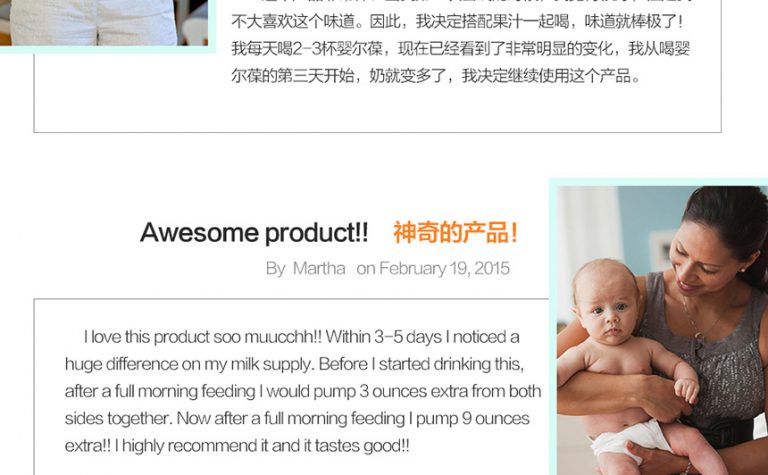 不大喜欢这个味道。因此，我决定搭配果汁一起喝，味道就棒极了！
我每天喝2-3杯婴尔葆，现在已经看到了非常明显的变化，我从喝婴
尔葆的第三天开始，奶就变多了，我决定继续使用这个产品。
Awesome product!! 神奇的产品！
By Martha on February 19, 2015
I love this product soo muucchh!! Within 3-5 days I noticed a
huge difference on my milk supply. Before I started drinking this,
after a full morning feeding I would pump 3 ounces extra from both
sides together. Now after a full morning feeding I pump 9 ounces
extra!! I highly recommend it and it tastes good!!